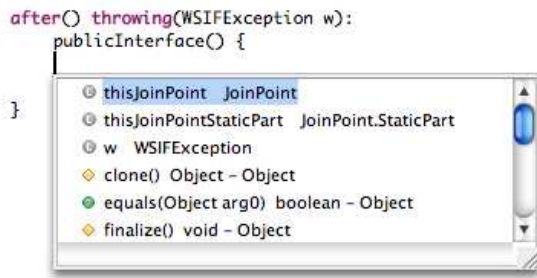 after() throwing(WSIFException w):
publicInterface() {
thisJoinPoint JoinPoint
thisJoinPointStaticPart JoinPoint.StaticPart
}
w WSIFException
clone() Object – Object
equals(Object arg0) boolean – Object
finalize() void – Object